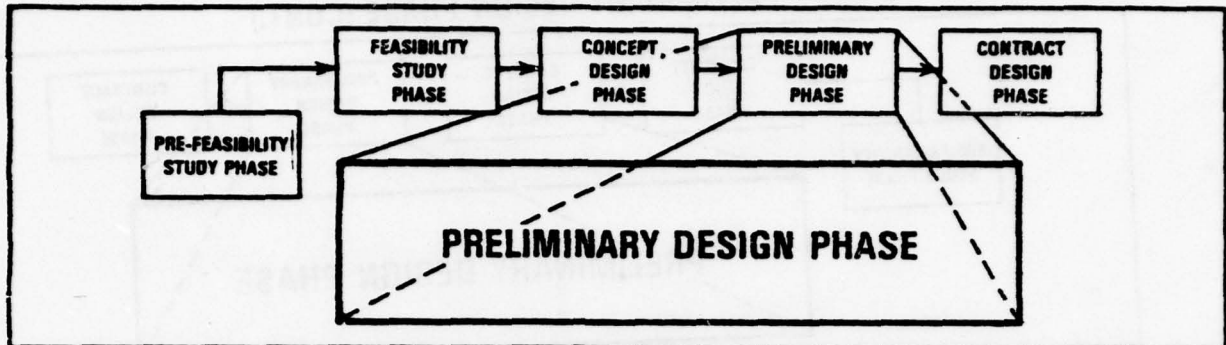 FEASIBILITY
STUDY
PHASE
CONCEPT
DESIGN
PHASE
PRELIMINARY
DESIGN
PHASE
CONTRACT
DESIGN
PHASE
PRE-FEASIBILITY
STUDY PHASE
PRELIMINARY DESIGN PHASE